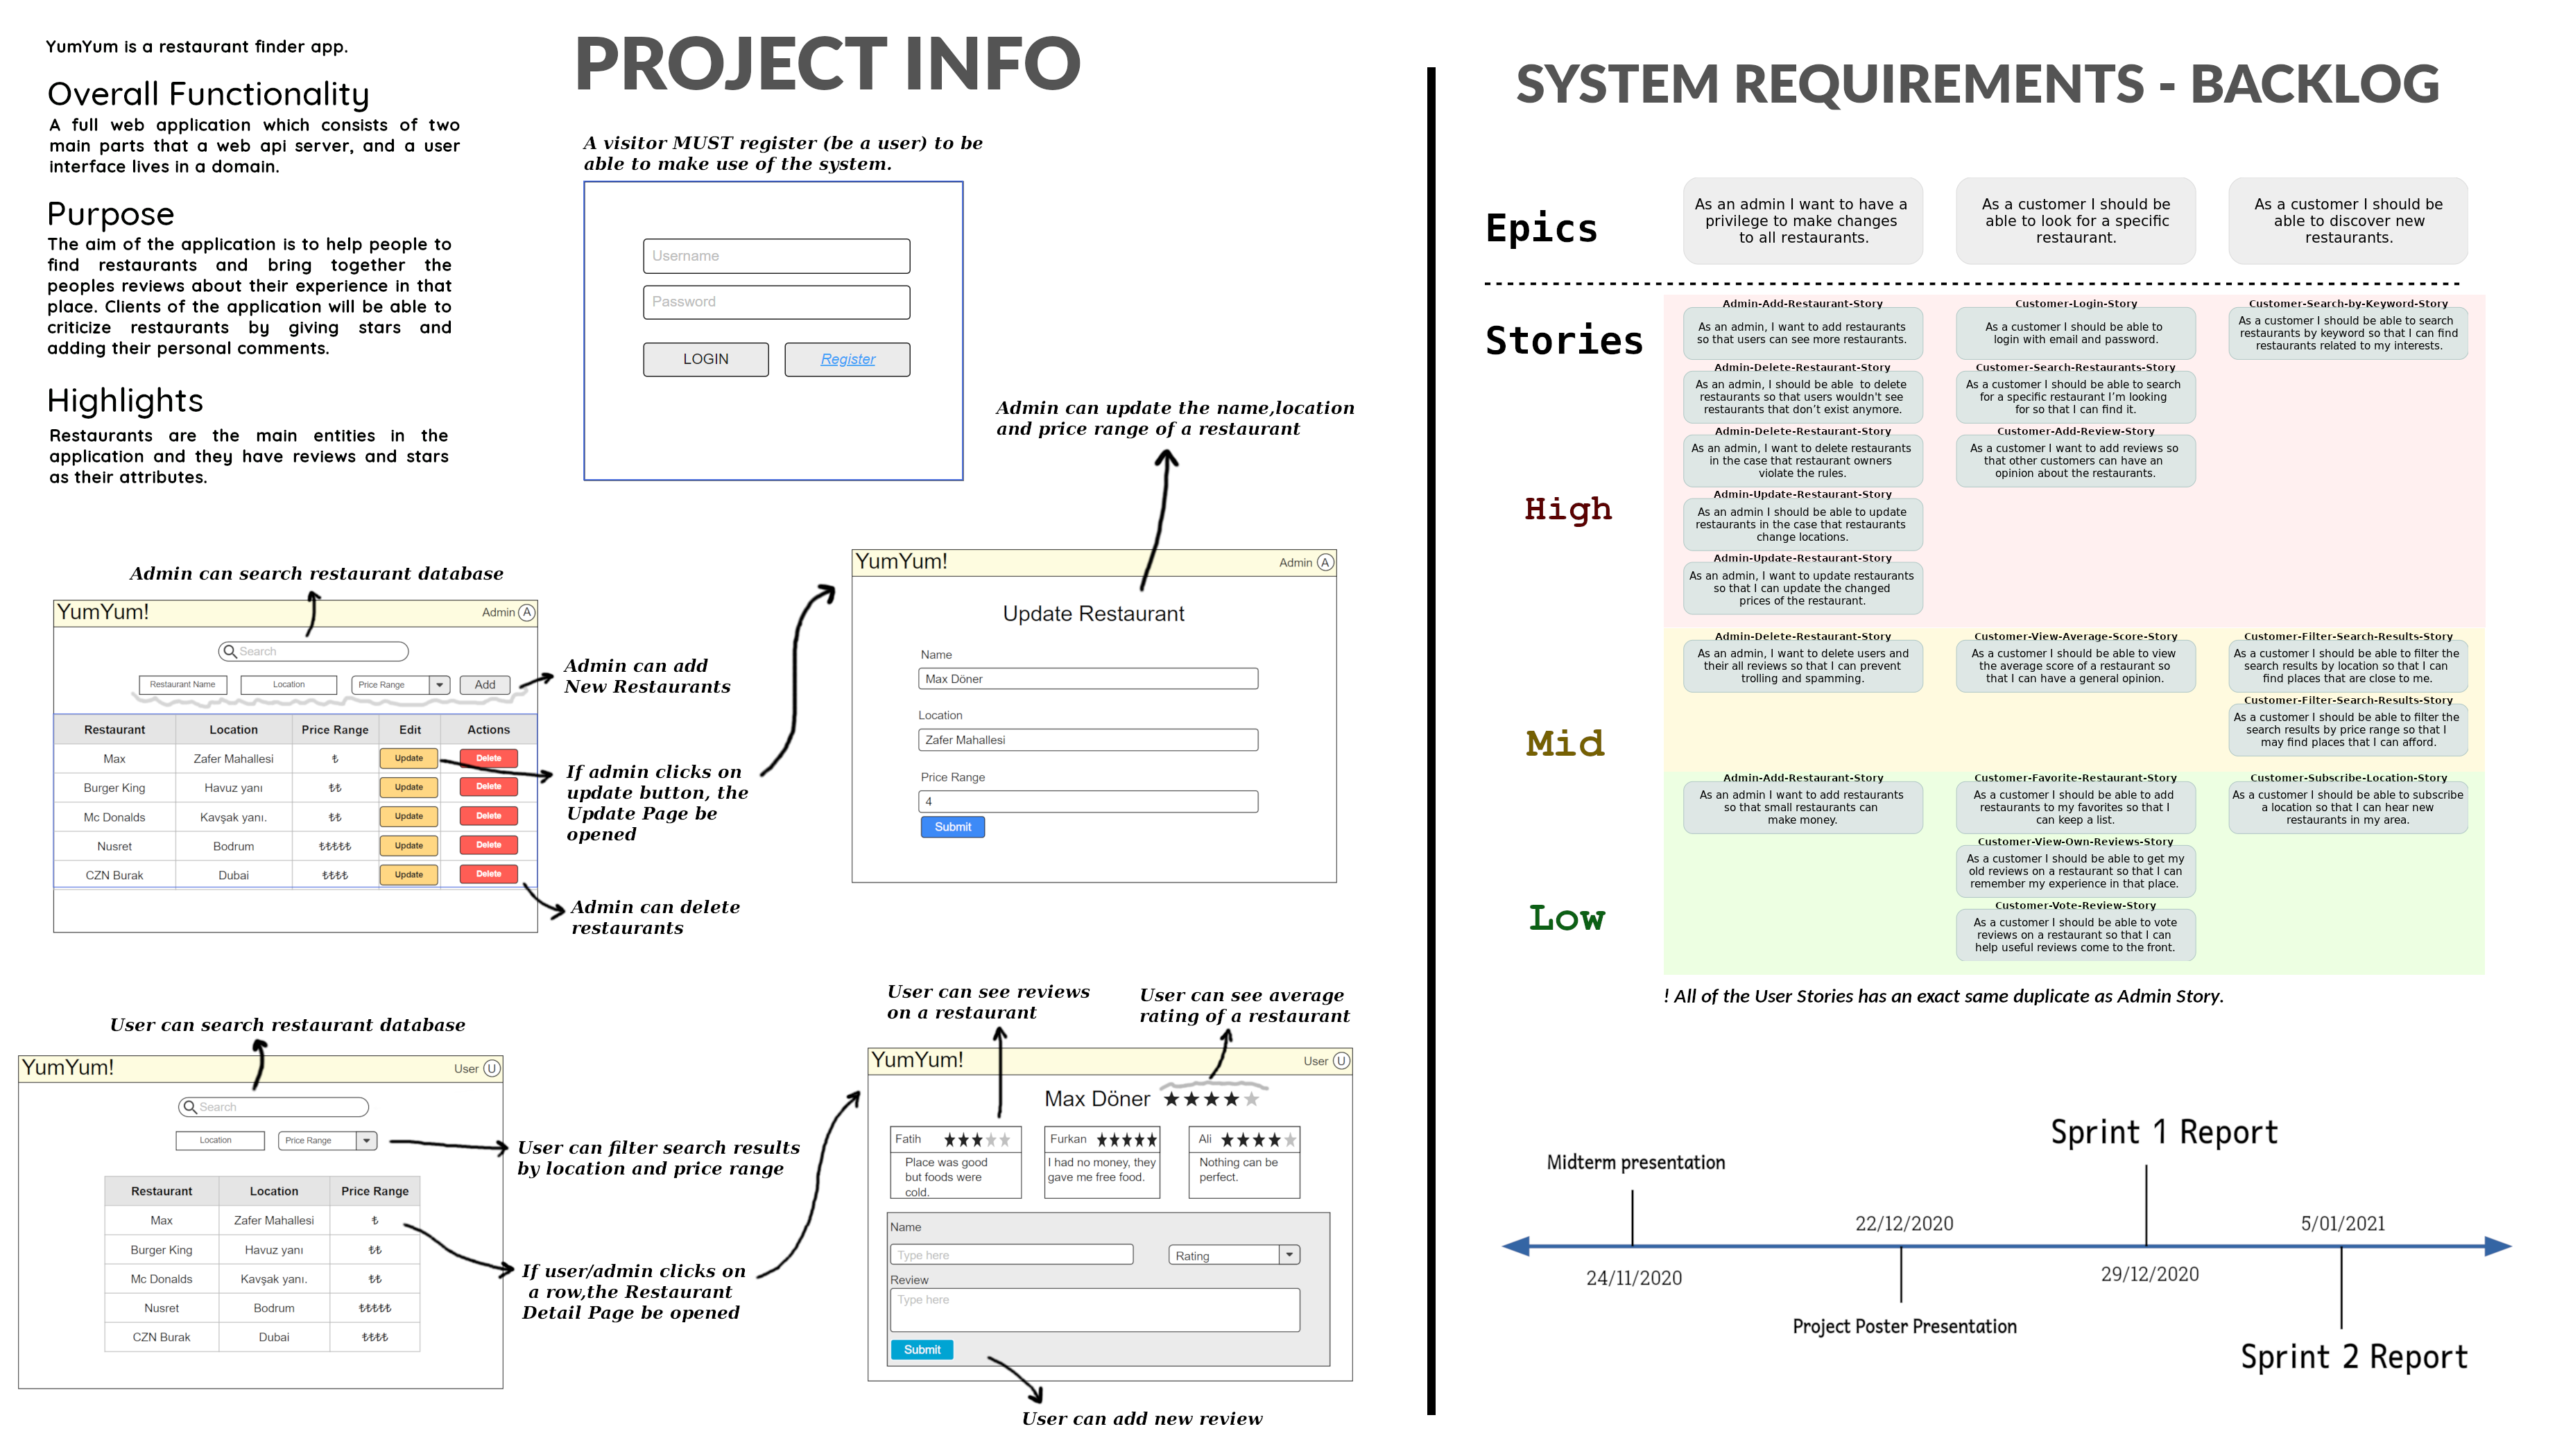 YumYum is a restaurant finder app.
Overall Functionality
A full web application which consists of two
main parts that a web api server, and a user
interface lives in a domain.
Purpose
The aim of the application is to help people to
find restaurants and bring together the
peoples reviews about their experience in that
place. Clients of the application will be able to
criticize restaurants by giving stars and
adding their personal comments.
Highlights
Restaurants are the main entities in the
application and they have reviews and stars
as their attributes.
PROJECT INFO
A visitor MUST register (be a user) to be
able to make use of the system.
Username
Password
LOGIN
Register
Admin can update the name,location
and price range of a restaurant
Admin can search restaurant database
YumYum!
Admin A
Search
Restaurant Name
Location
Price Range
Add
Restaurant Location Price Range Edit Actions
Max Zafer Mahallesi ₺ Update Delete
Burger King Havuz yanı ₺₺ Update Delete
Mc Donalds Kavşak yanı. ₺₺ Update Delete
Nusret Bodrum ₺₺₺₺₺ Update Delete
CZN Burak Dubai ₺₺₺₺ Update Delete
Admin can add
New Restaurants
If admin clicks on
update button, the
Update Page be
opened
Admin can delete
restaurants
YumYum!
Admin A
Update Restaurant
Name
Max Döner
Location
Zafer Mahallesi
Price Range
4
Submit
User can search restaurant database
YumYum!
User U
Search
Location
Price Range
Restaurant Location Price Range
Max Zafer Mahallesi ₺
Burger King Havuz yanı ₺₺
Mc Donalds Kavşak yanı. ₺₺
Nusret Bodrum ₺₺₺₺₺
CZN Burak Dubai ₺₺₺₺
User can filter search results
by location and price range
If user/admin clicks on
a row,the Restaurant
Detail Page be opened
User can see reviews
on a restaurant
User can see average
rating of a restaurant
YumYum!
User U
Max Döner ★★★★★
Fatih ★★★★★
Place was good
but foods were
cold.
Furkan ★★★★★
I had no money, they
gave me free food.
Ali ★★★★★
Nothing can be
perfect.
Name
Type here
Rating
Review
Type here
Submit
User can add new review
SYSTEM REQUIREMENTS - BACKLOG
Epics
As an admin I want to have a
privilege to make changes
to all restaurants.
As a customer I should be
able to look for a specific
restaurant.
As a customer I should be
able to discover new
restaurants.
Stories
High
Admin-Add-Restaurant-Story
As an admin, I want to add restaurants
so that users can see more restaurants.
Admin-Delete-Restaurant-Story
As an admin, I should be able to delete
restaurants so that users wouldn't see
restaurants that don't exist anymore.
Admin-Delete-Restaurant-Story
As an admin, I want to delete restaurants
in the case that restaurant owners
violate the rules.
Admin-Update-Restaurant-Story
As an admin I should be able to update
restaurants in the case that restaurants
change locations.
Admin-Update-Restaurant-Story
As an admin, I want to update restaurants
so that I can update the changed
prices of the restaurant.
Customer-Login-Story
As a customer I should be able to
login with email and password.
Customer-Search-Restaurants-Story
As a customer I should be able to search
for a specific restaurant I'm looking
for so that I can find it.
Customer-Add-Review-Story
As a customer I want to add reviews so
that other customers can have an
opinion about the restaurants.
Customer-Search-by-Keyword-Story
As a customer I should be able to search
restaurants by keyword so that I can find
restaurants related to my interests.
Mid
Admin-Delete-Restaurant-Story
As an admin, I want to delete users and
their all reviews so that I can prevent
trolling and spamming.
Customer-View-Average-Score-Story
As a customer I should be able to view
the average score of a restaurant so
that I can have a general opinion.
Customer-Filter-Search-Results-Story
As a customer I should be able to filter the
search results by location so that I can
find places that are close to me.
Customer-Filter-Search-Results-Story
As a customer I should be able to filter the
search results by price range so that I
may find places that I can afford.
Low
Admin-Add-Restaurant-Story
As an admin I want to add restaurants
so that small restaurants can
make money.
Customer-Favorite-Restaurant-Story
As a customer I should be able to add
restaurants to my favorites so that I
can keep a list.
Customer-View-Own-Reviews-Story
As a customer I should be able to get my
old reviews on a restaurant so that I can
remember my experience in that place.
Customer-Vote-Review-Story
As a customer I should be able to vote
reviews on a restaurant so that I can
help useful reviews come to the front.
Customer-Subscribe-Location-Story
As a customer I should be able to subscribe
a location so that I can hear new
restaurants in my area.
! All of the User Stories has an exact same duplicate as Admin Story.
Midterm presentation
24/11/2020
22/12/2020
Project Poster Presentation
Sprint 1 Report
29/12/2020
5/01/2021
Sprint 2 Report